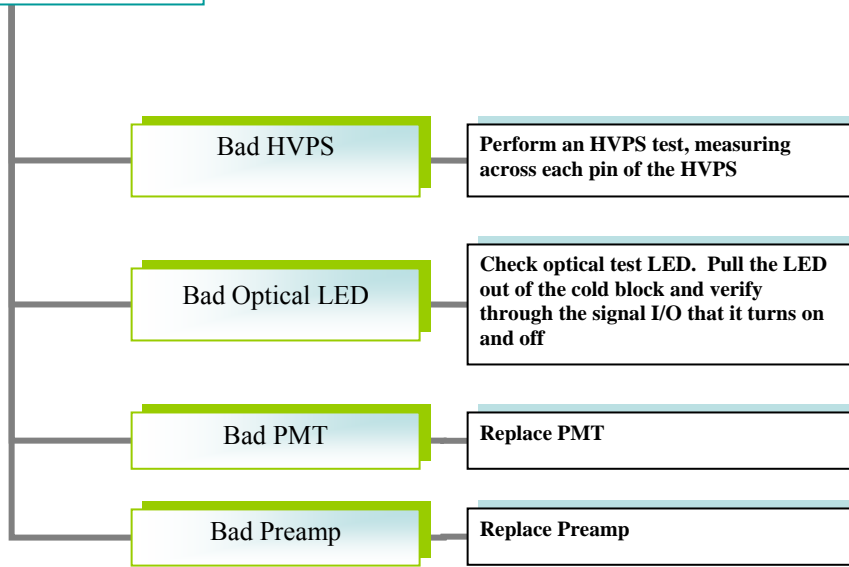 Bad HVPS
Perform an HVPS test, measuring
across each pin of the HVPS
Bad Optical LED
Check optical test LED.  Pull the LED
out of the cold block and verify
through the signal I/O that it turns on
and off
Bad PMT
Replace PMT
Bad Preamp
Replace Preamp